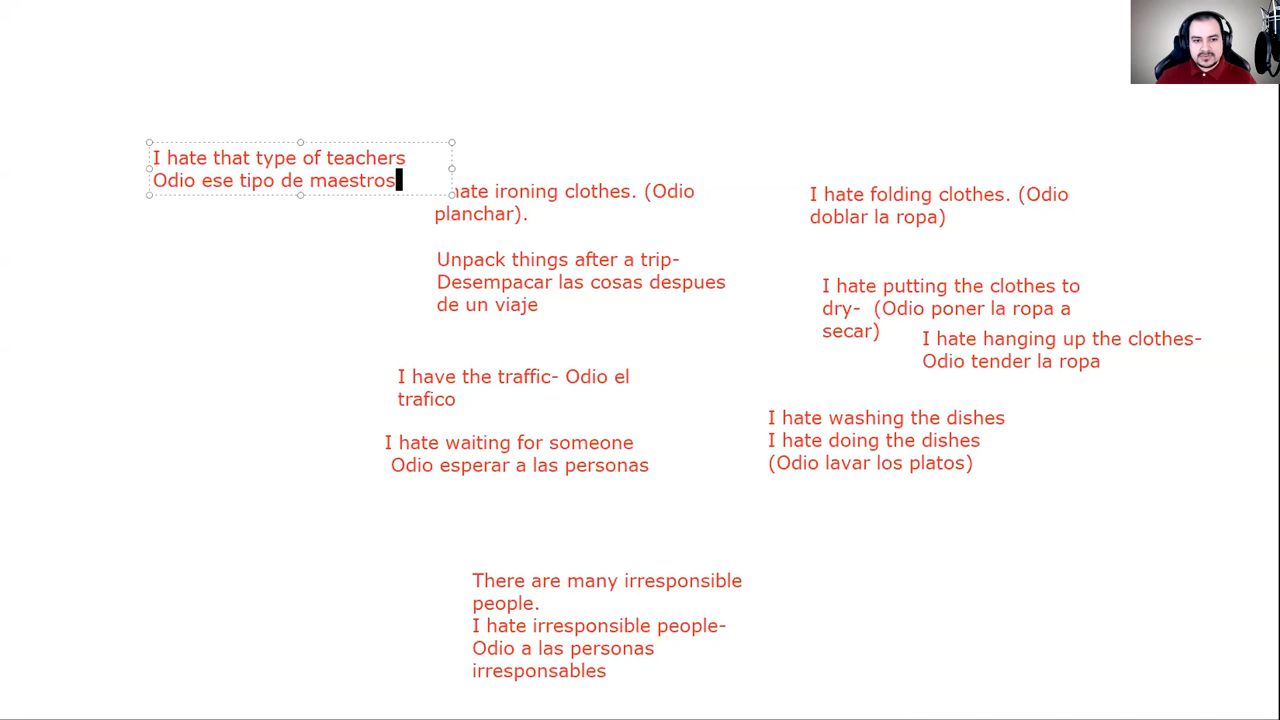 I hate that type of teachers
Odio ese tipo de maestros
hate ironing clothes. (Odio
planchar).
I hate folding clothes. (Odio
doblar la ropa)
Unpack things after a trip-
Desempacar las cosas despues
de un viaje
I hate putting the clothes to
dry-  (Odio poner la ropa a
secar)
I hate hanging up the clothes-
Odio tender la ropa
I have the traffic- Odio el
trafico
I hate waiting for someone
Odio esperar a las personas
I hate washing the dishes
I hate doing the dishes
(Odio lavar los platos)
There are many irresponsible
people.
I hate irresponsible people-
Odio a las personas
irresponsables